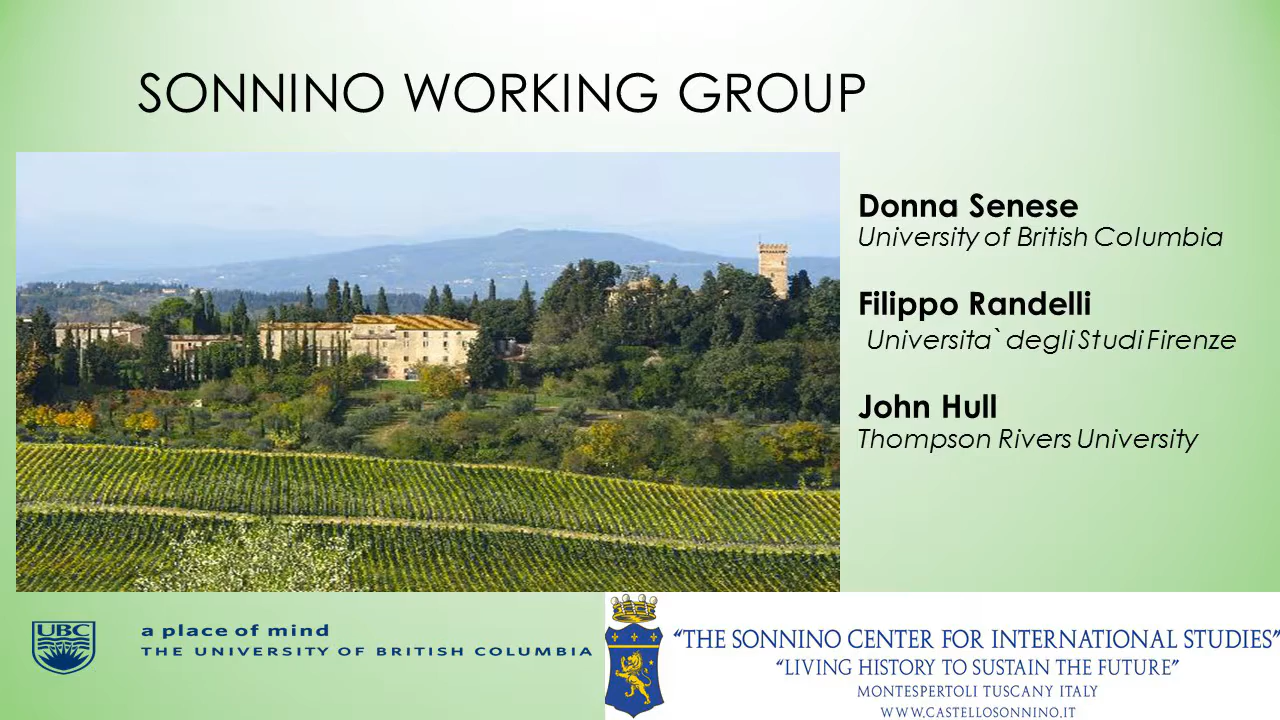 SONNINO WORKING GROUP
Donna Senese
University of British Columbia
Filippo Randelli
Universita` degli Studi Firenze
John Hull
Thompson Rivers University
UBC
a place of mind
THE UNIVERSITY OF BRITISH COLUMBIA
“THE SONNINO CENTER FOR INTERNATIONAL STUDIES”
“LIVING HISTORY TO SUSTAIN THE FUTURE”
MONTESPERTOLI TUSCANY ITALY
WWW.CASTELLOSONNINO.IT